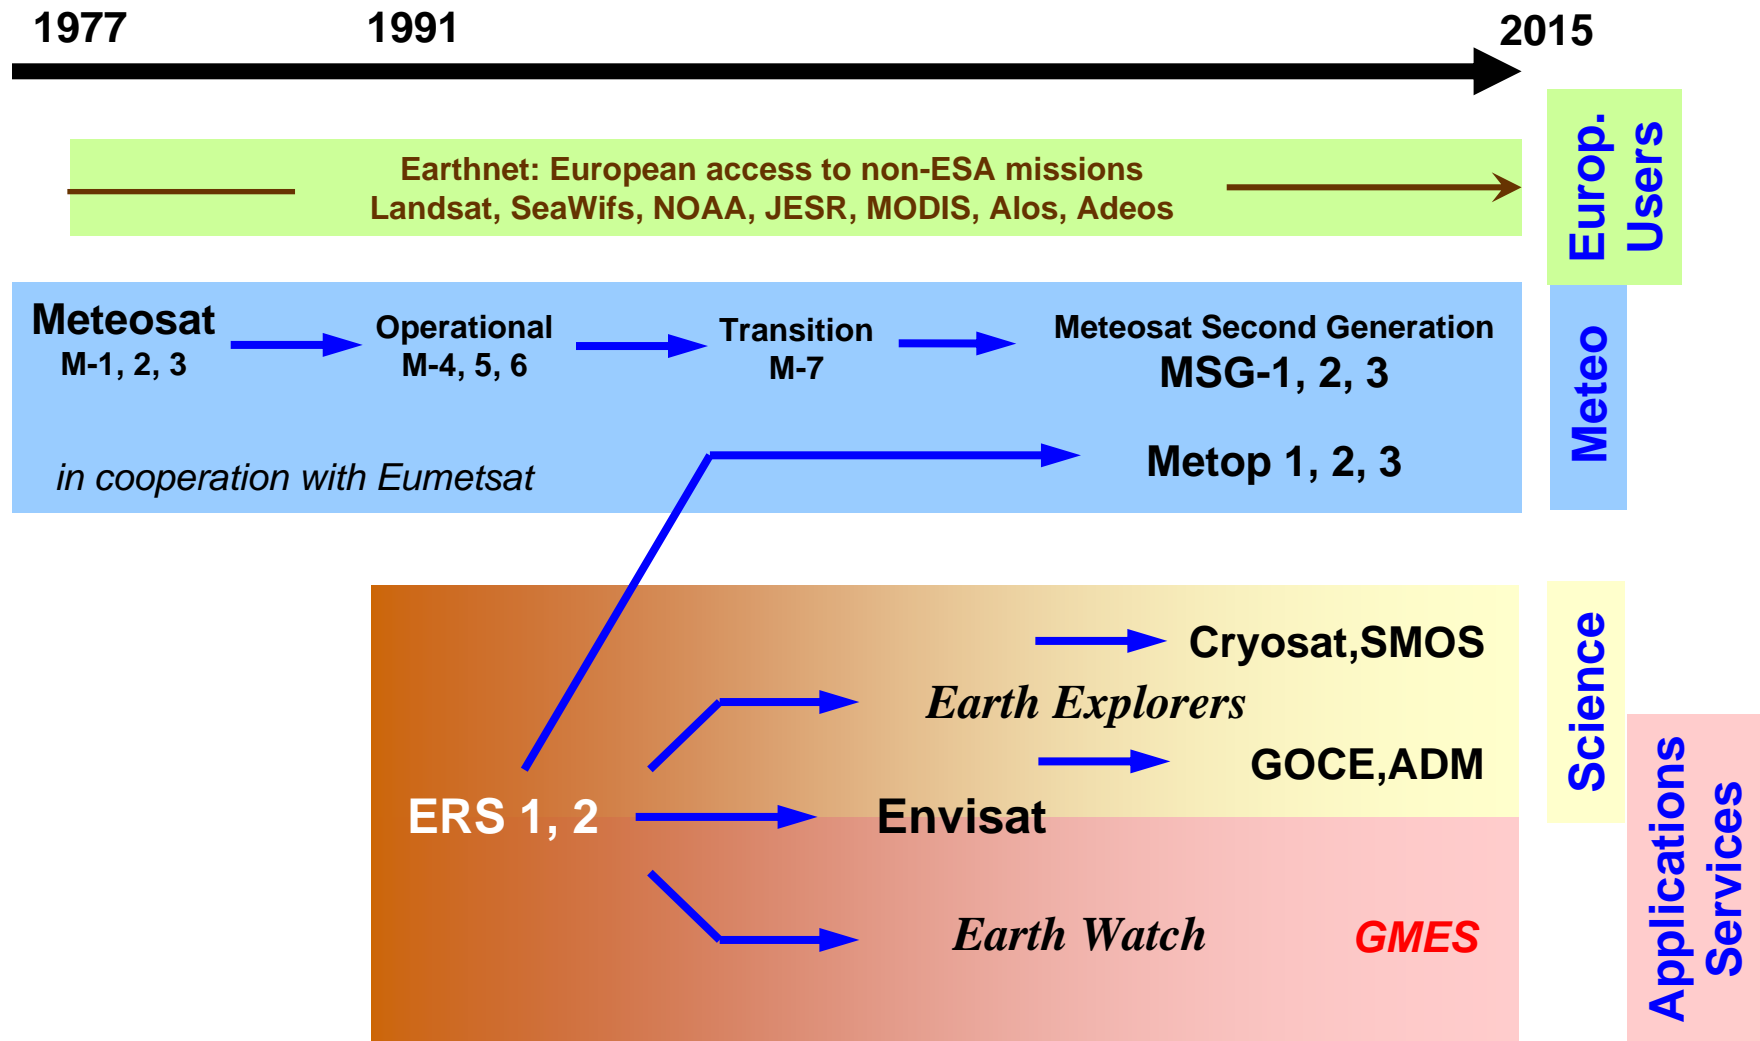 1977
1991
2015
Earthnet: European access to non-ESA missions
Landsat, SeaWifs, NOAA, JESR, MODIS, Alos, Adeos
Europ.
Users
Meteosat
M-1, 2, 3
Operational
M-4, 5, 6
Transition
M-7
Meteosat Second Generation
MSG-1, 2, 3
Metop 1, 2, 3
in cooperation with Eumetsat
Meteo
Cryosat,SMOS
Earth Explorers
GOCE,ADM
ERS 1, 2
Envisat
Earth Watch
GMES
Science
Applications
Services